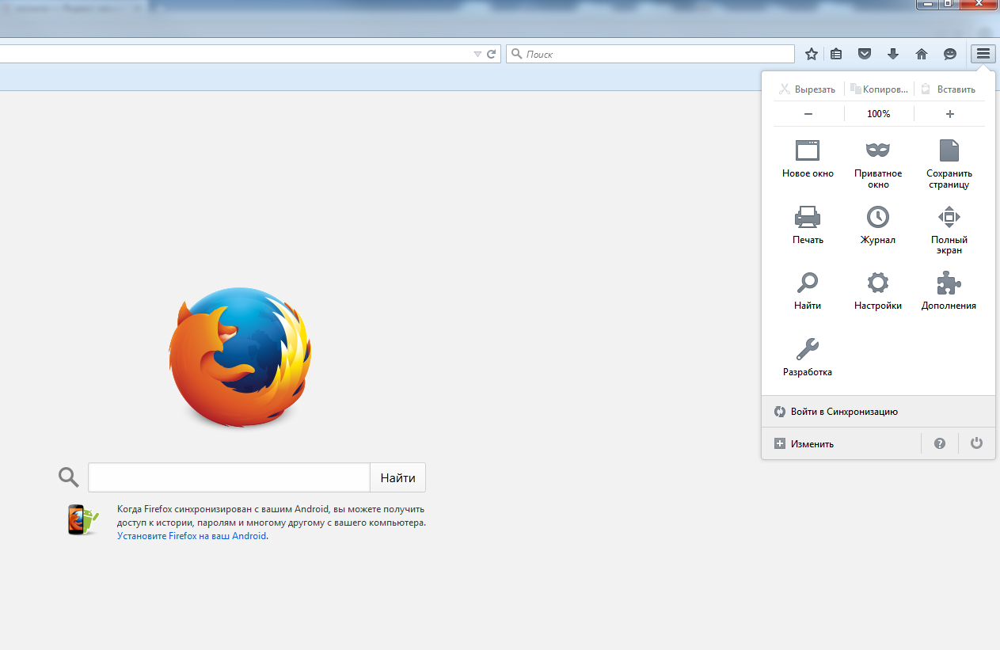 Поиск
Вырезать
Копиров...
Вставить
100%
Новое окно
Приватное
окно
Сохранить
страницу
Печать
Журнал
Полный
экран
Найти
Настройки
Дополнения
Разработка
Войти в Синхронизацию
Изменить
Найти
Когда Firefox синхронизирован с вашим Android, вы можете получить
доступ к истории, паролям и многому другому с вашего компьютера.
Установите Firefox на ваш Android.